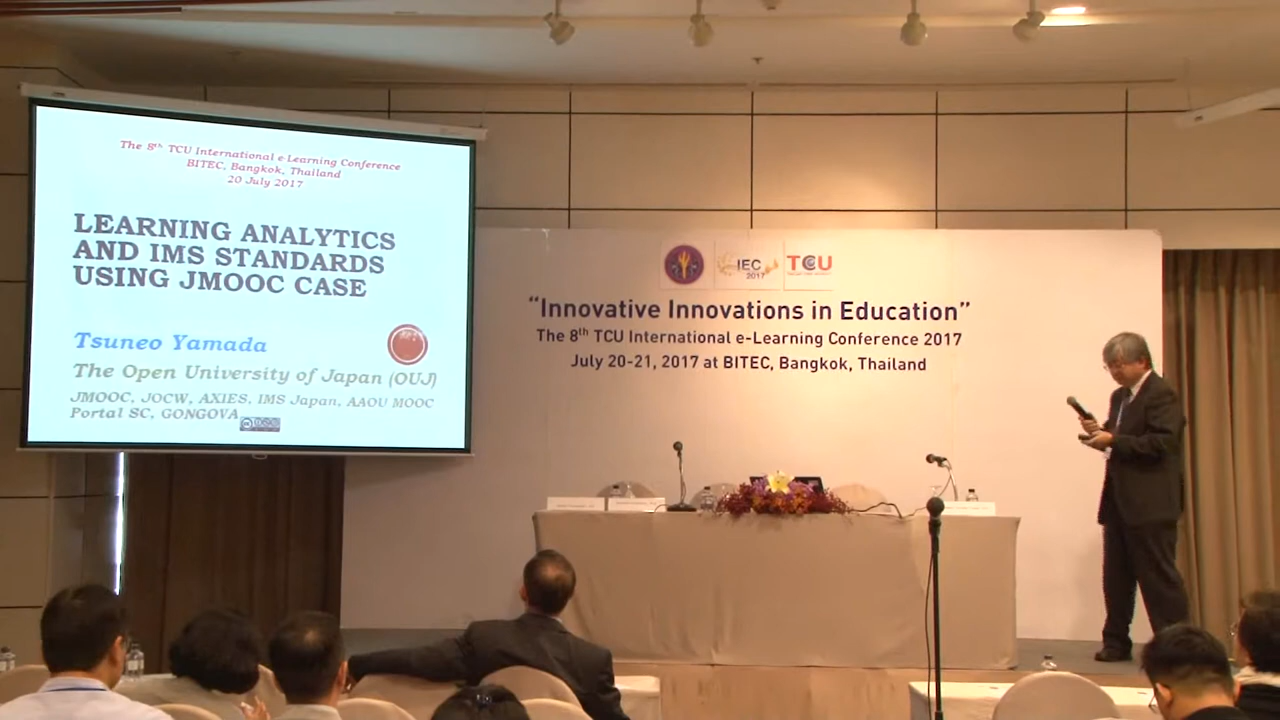 The 8th TCU International e Learning Conference
BITEC, Bangkok, Thailand
20 July 2017
LEARNING ANALYTICS
AND IMS STANDARDS
USING JMOOC CASE
Tsuneo Yamada
The Open University of Japan (OUJ)
JMOOC, JOCW, AXIES, IMS Japan, AAOU MOOC
Portal SC, GONGOVA
IEC
2017
TCU
“Innovative Innovations in Education”
The 8th TCU International e-Learning Conference 2017
July 20-21, 2017 at BITEC, Bangkok, Thailand